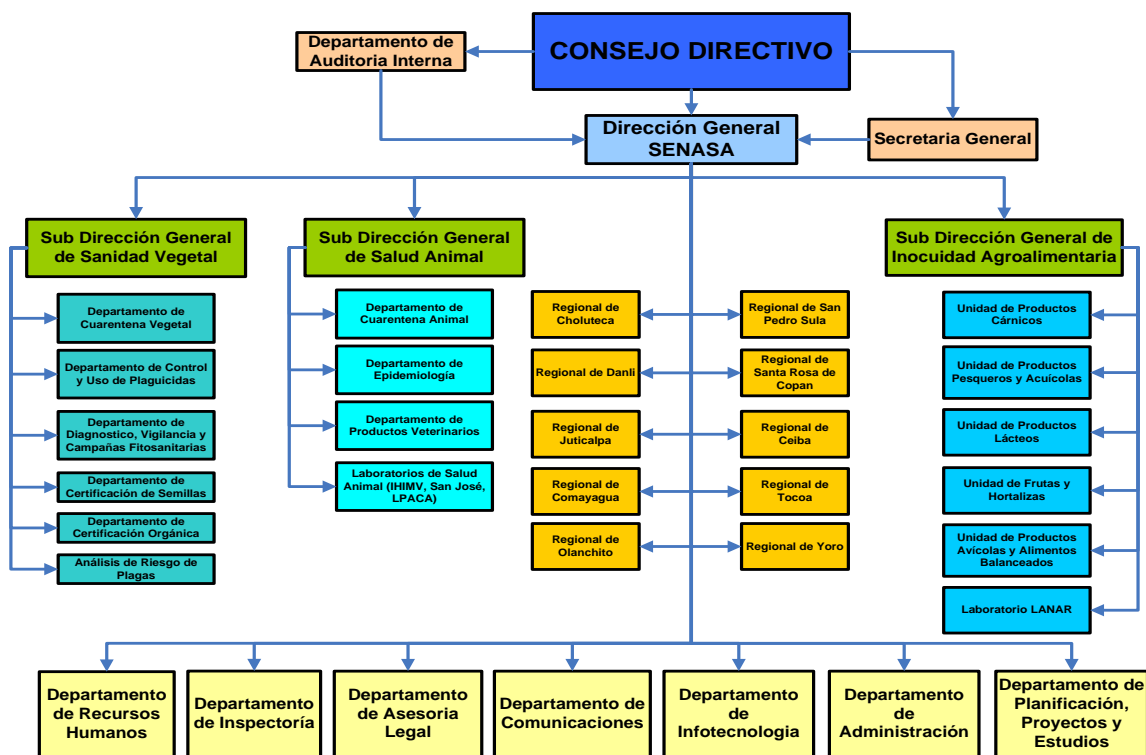 Departamento de
Auditoria Interna
CONSEJO DIRECTIVO
Dirección General
SENASA
Secretaria General
Sub Dirección General
de Sanidad Vegetal
Sub Dirección General
de Salud Animal
Sub Dirección General de
Inocuidad Agroalimentaria
Departamento de
Cuarentena Vegetal
Departamento de Control
y Uso de Plaguicidas
Departamento de
Diagnostico, Vigilancia y
Campañas Fitosanitarias
Departamento de
Certificación de Semillas
Departamento de
Certificación Orgánica
Análisis de Riesgo de
Plagas
Departamento de
Cuarentena Animal
Departamento de
Epidemiología
Departamento de
Productos Veterinarios
Laboratorios de Salud
Animal (IHIMV, San José,
LPACA)
Regional de
Choluteca
Regional de San
Pedro Sula
Regional de Danli
Regional de
Santa Rosa de
Copan
Regional de
Juticalpa
Regional de
Ceiba
Regional de
Comayagua
Regional de
Tocoa
Regional de
Olanchito
Regional de Yoro
Unidad de Productos
Cárnicos
Unidad de Productos
Pesqueros y Acuícolas
Unidad de Productos
Lácteos
Unidad de Frutas y
Hortalizas
Unidad de Productos
Avícolas y Alimentos
Balanceados
Laboratorio LANAR
Departamento
de Recursos
Humanos
Departamento
de Inspectoría
Departamento
de Asesoria
Legal
Departamento
de Comunicaciones
Departamento
de
Infotecnologia
Departamento
de
Administración
Departamento de
Planificación,
Proyectos y
Estudios